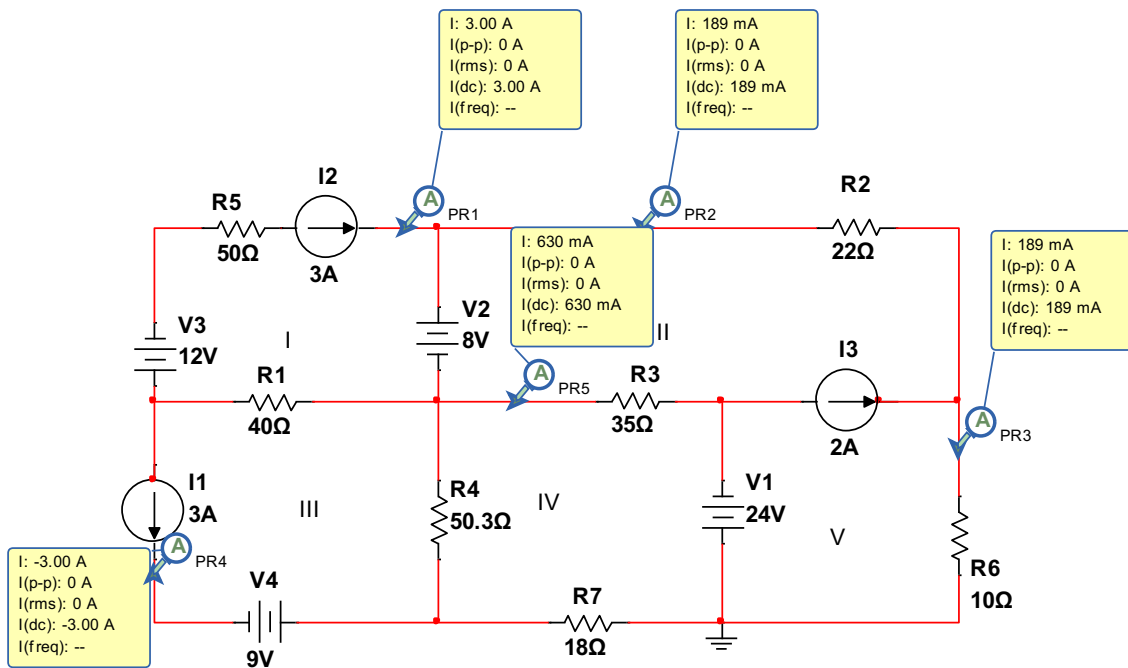 I: 3.00 A
I(p-p): 0 A
I(rms): 0 A
I(dc): 3.00 A
I(freq): --
I: 189 mA
I(p-p): 0 A
I(rms): 0 A
I(dc): 189 mA
I(freq): --
A
PR1
A
PR2
R5
50Ω
I2
3A
R2
22Ω
I: 630 mA
I(p-p): 0 A
I(rms): 0 A
I(dc): 630 mA
I(freq): --
I: 189 mA
I(p-p): 0 A
I(rms): 0 A
I(dc): 189 mA
I(freq): --
V3
12V
I
V2
8V
II
A
PR5
R1
40Ω
R3
35Ω
I3
2A
A
PR3
I1
3A
III
R4
50.3Ω
IV
V1
24V
V
R6
10Ω
I: -3.00 A
I(p-p): 0 A
I(rms): 0 A
I(dc): -3.00 A
I(freq): --
A
PR4
V4
9V
R7
18Ω